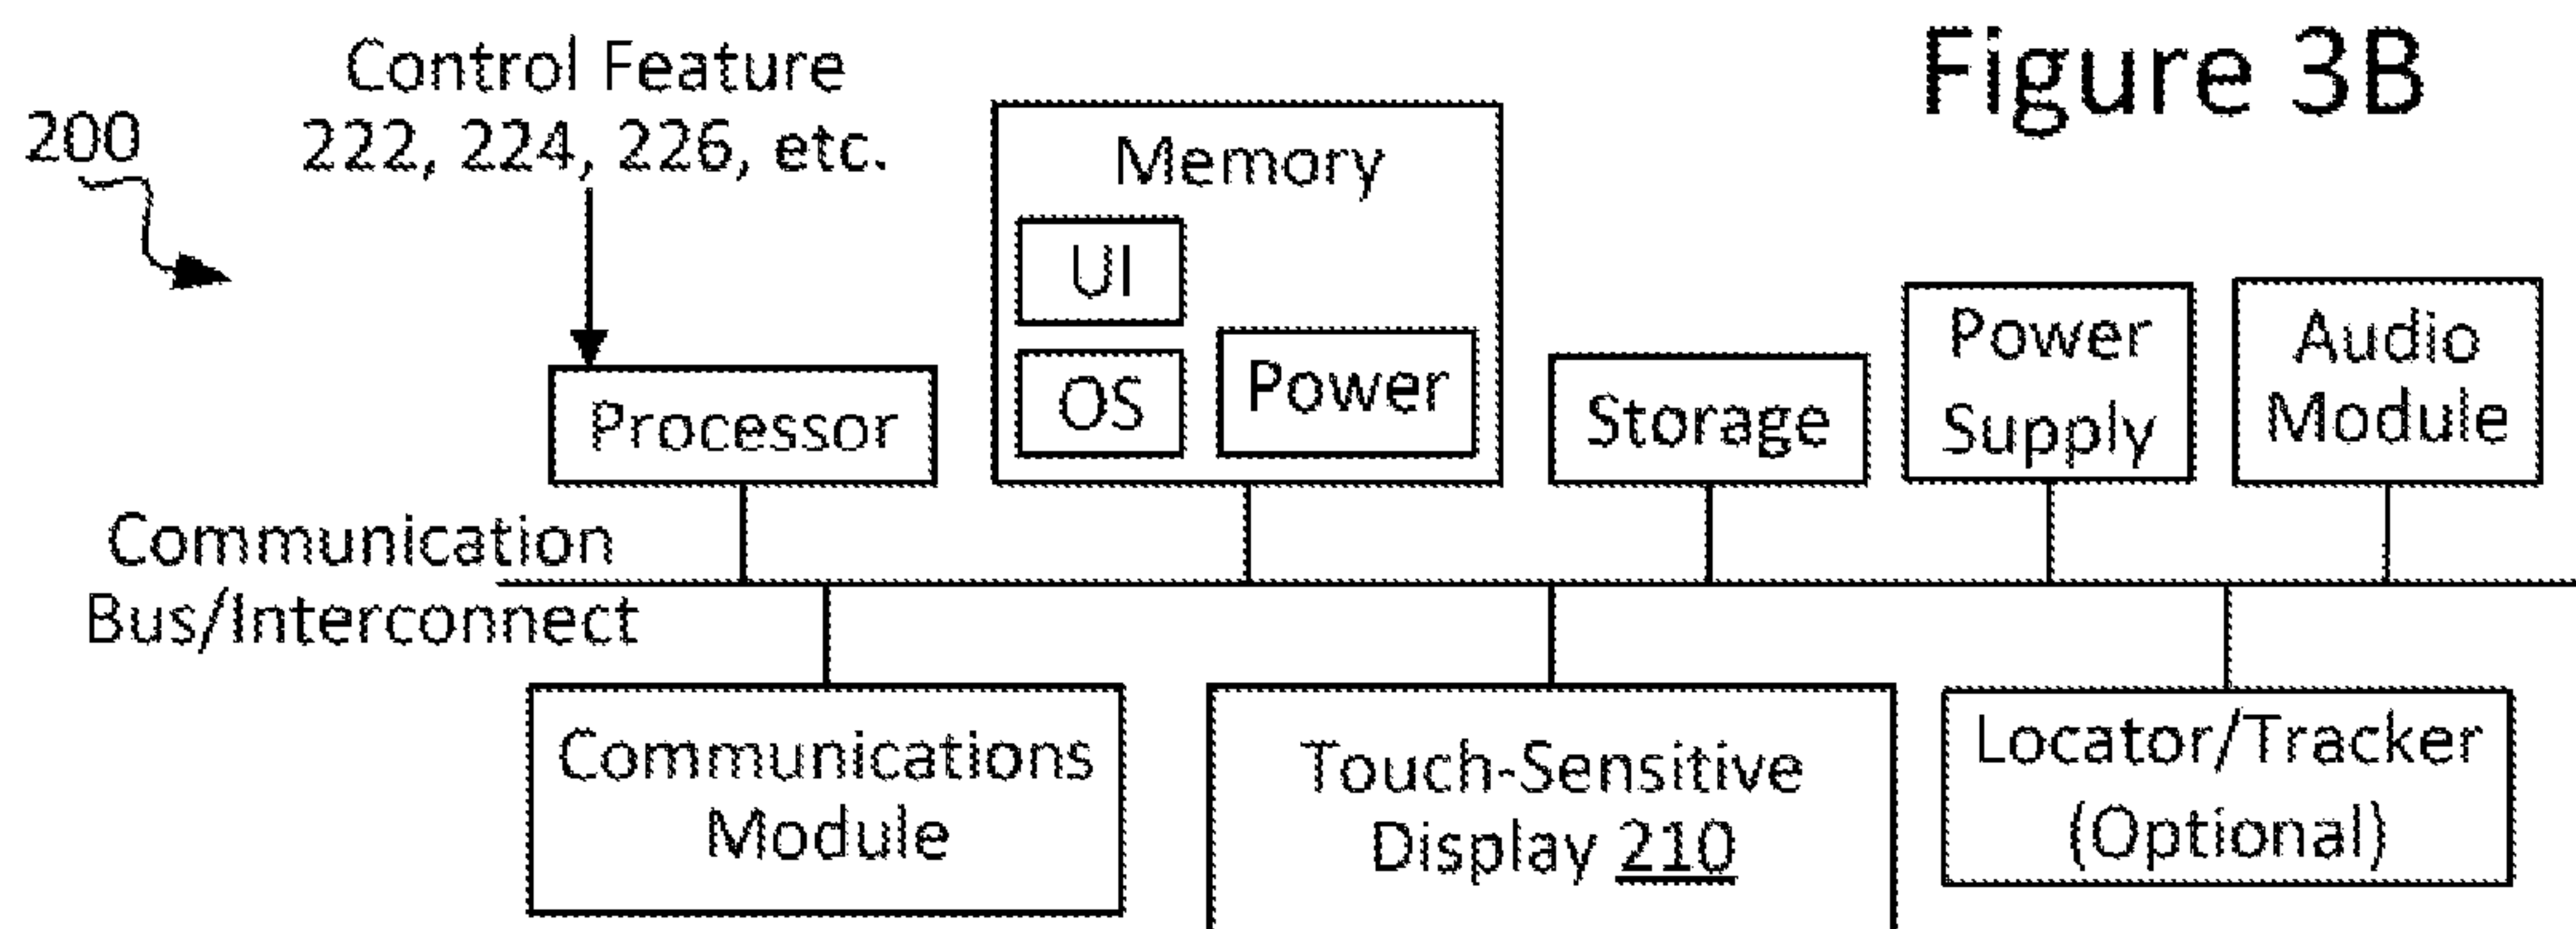 Figure 3B
200
Control Feature
222, 224, 226, etc.
Memory
UI
OS
Power
Processor
Storage
Power
Supply
Audio
Module
Communication
Bus/Interconnect
Communications
Module
Touch-Sensitive
Display 210
Locator/Tracker
(Optional)